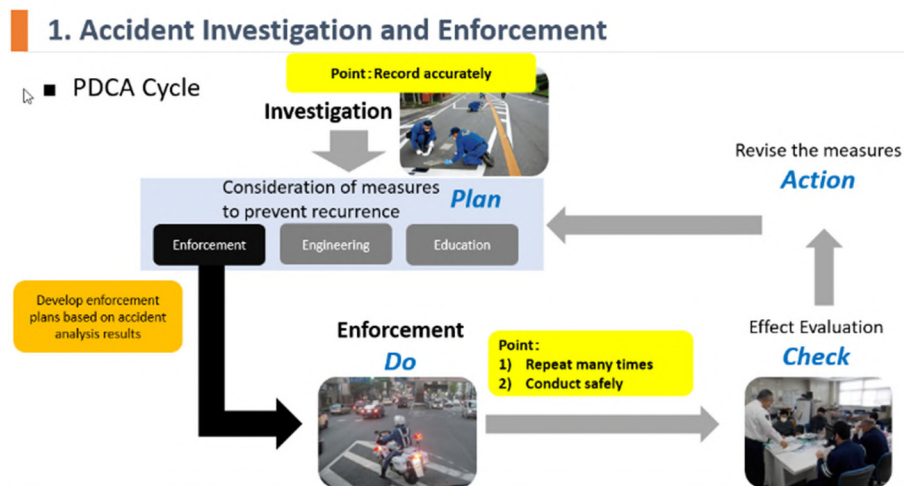 1. Accident Investigation and Enforcement
■ PDCA Cycle
Point：Record accurately
Investigation
Consideration of measures
to prevent recurrence
Plan
Enforcement
Engineering
Education
Develop enforcement
plans based on accident
analysis results
Enforcement
Do
Point：
1) Repeat many times
2) Conduct safely
Effect Evaluation
Check
Revise the measures
Action